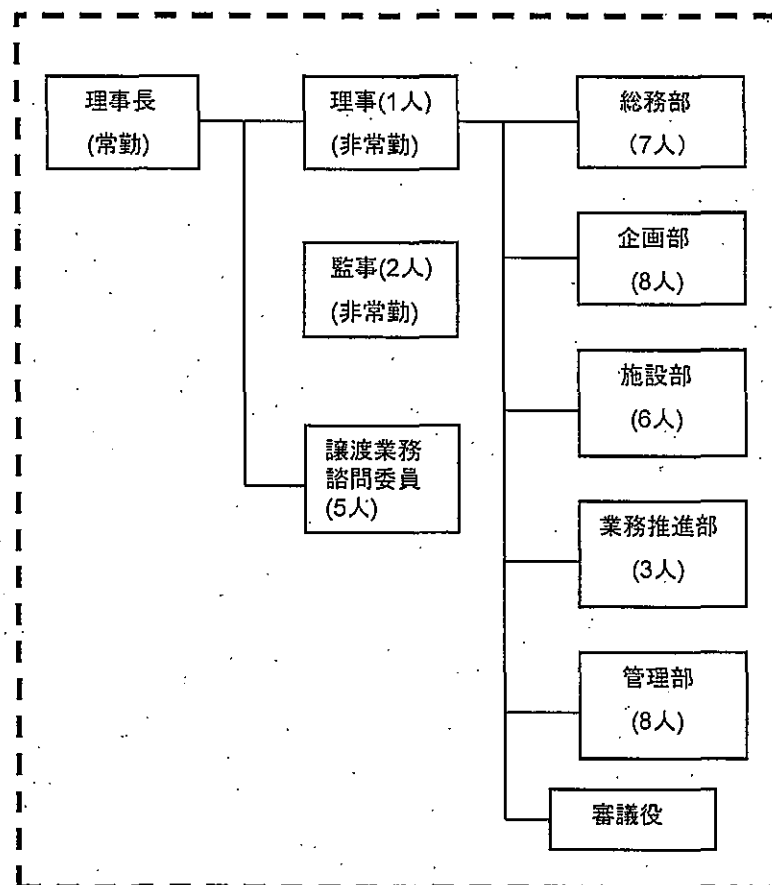 理事長
(常勤)
理事(1人)
(非常勤)
監事(2人)
(非常勤)
譲渡業務
諮問委員
(5人)
総務部
(7人)
企画部
(8人)
施設部
(6人)
業務推進部
(3人)
管理部
(8人)
審議役